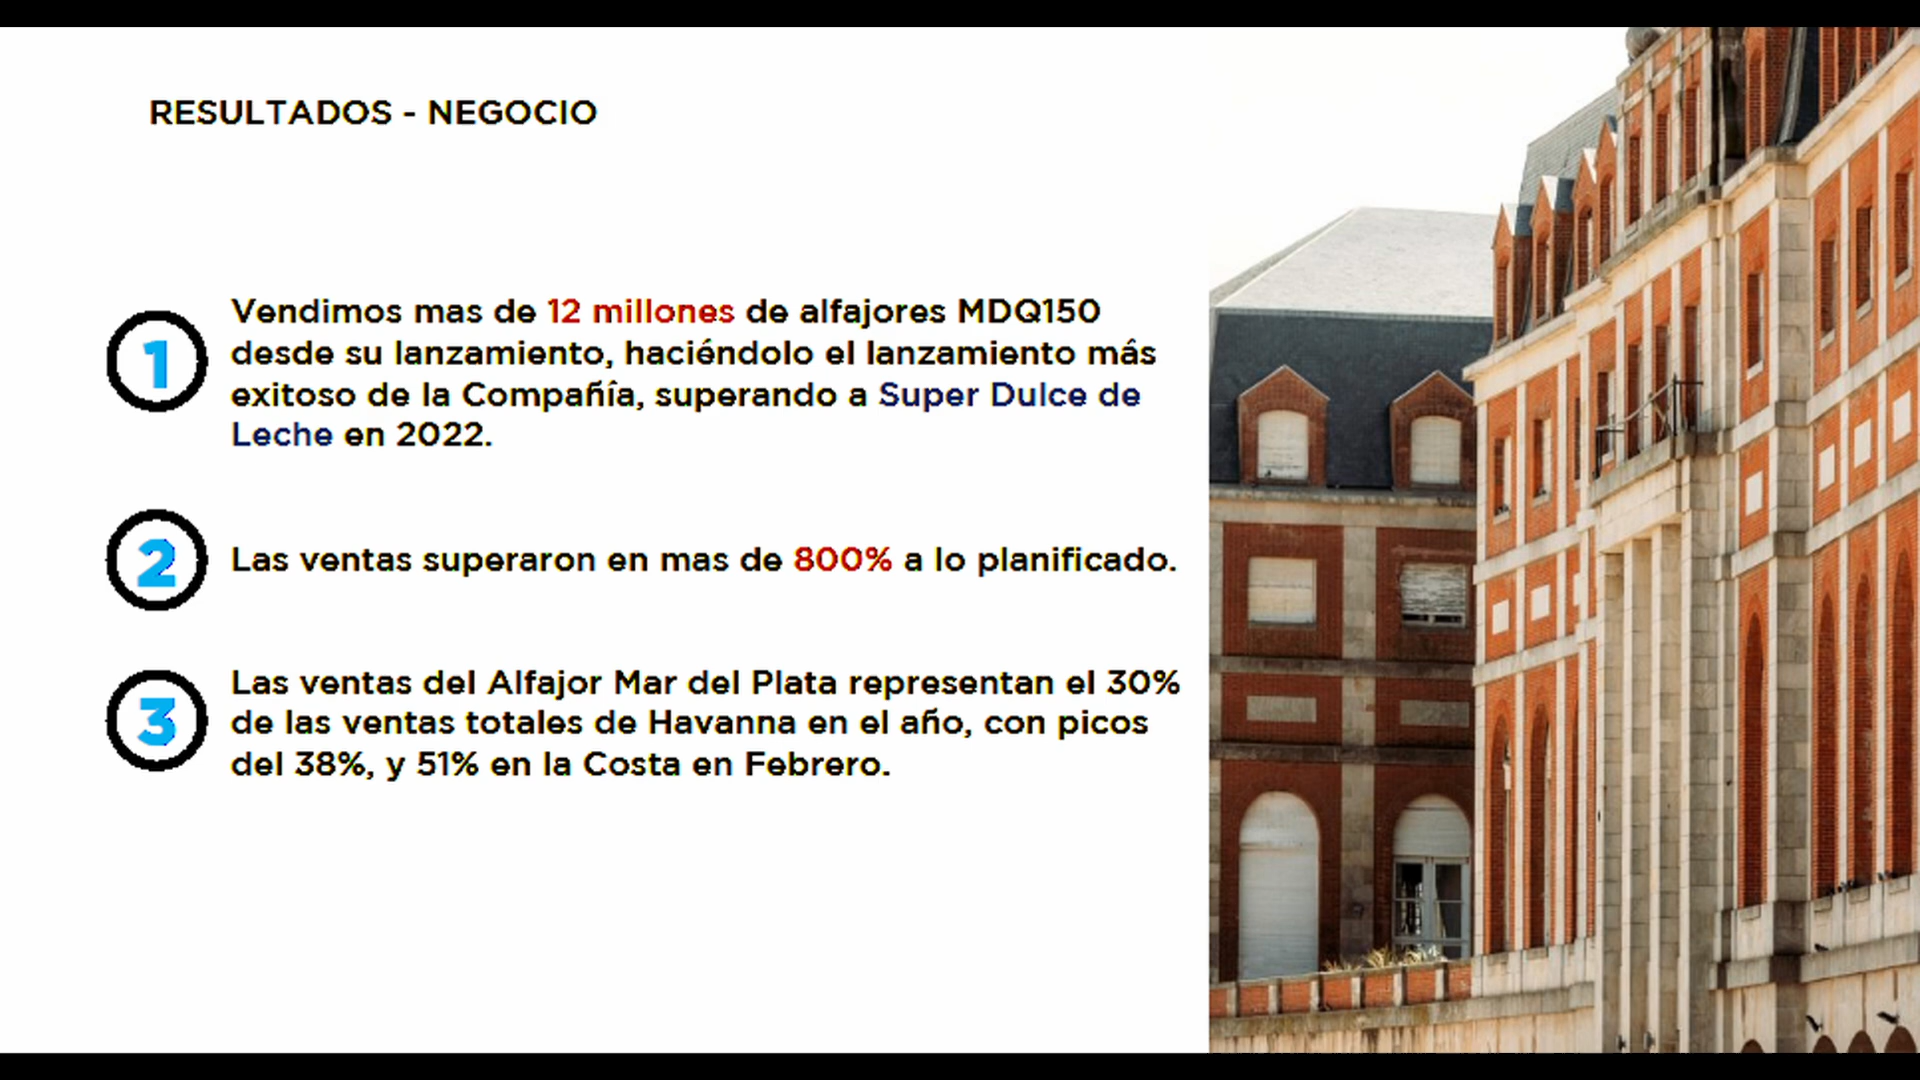 RESULTADOS - NEGOCIO
1
Vendimos mas de 12 millones de alfajores MDQ150
desde su lanzamiento, haciéndolo el lanzamiento más
exitoso de la Compañía, superando a Super Dulce de
Leche en 2022.
2
Las ventas superaron en mas de 800% a lo planificado.
3
Las ventas del Alfajor Mar del Plata representan el 30%
de las ventas totales de Havanna en el año, con picos
del 38%, y 51% en la Costa en Febrero.